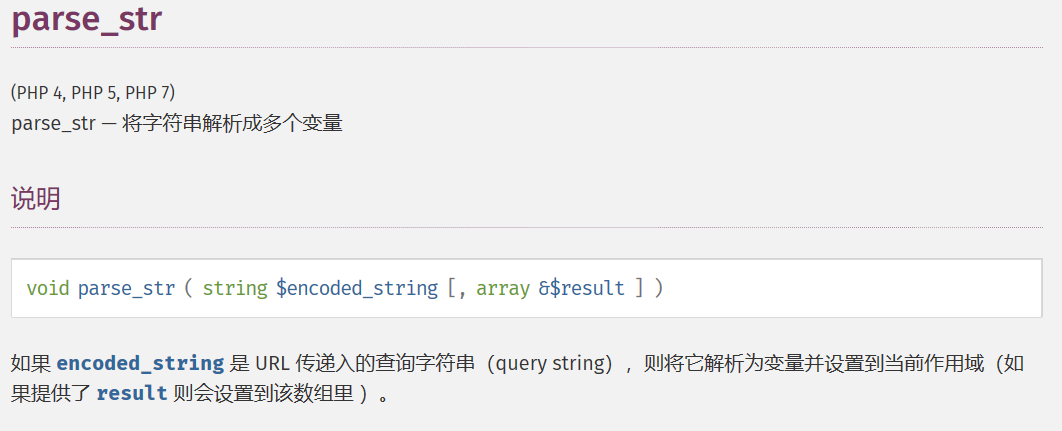 parse_str
(PHP 4, PHP 5, PHP 7)
parse_str — 将字符串解析成多个变量
说明
void parse_str ( string $encoded_string [, array &$result ] )
如果 encoded_string 是 URL 传递入的查询字符串（query string），则将它解析为变量并设置到当前作用域（如
果提供了 result 则会设置到该数组里 ）。